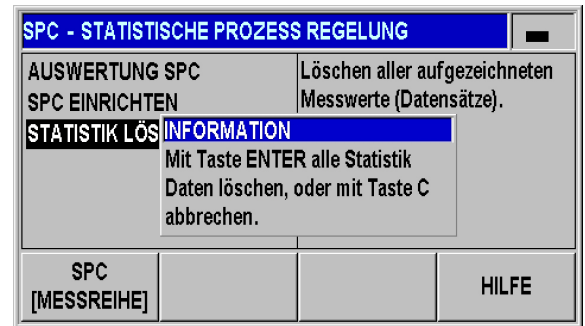 SPC - STATISTISCHE PROZESS REGELUNG
AUSWERTUNG SPC
SPC EINRICHTEN
STATISTIK LÖS
Löschen aller aufgezeichneten
Messwerte (Datensätze).
INFORMATION
Mit Taste ENTER alle Statistik
Daten löschen, oder mit Taste C
abbrechen.
SPC
[MESSREIHE]
HILFE